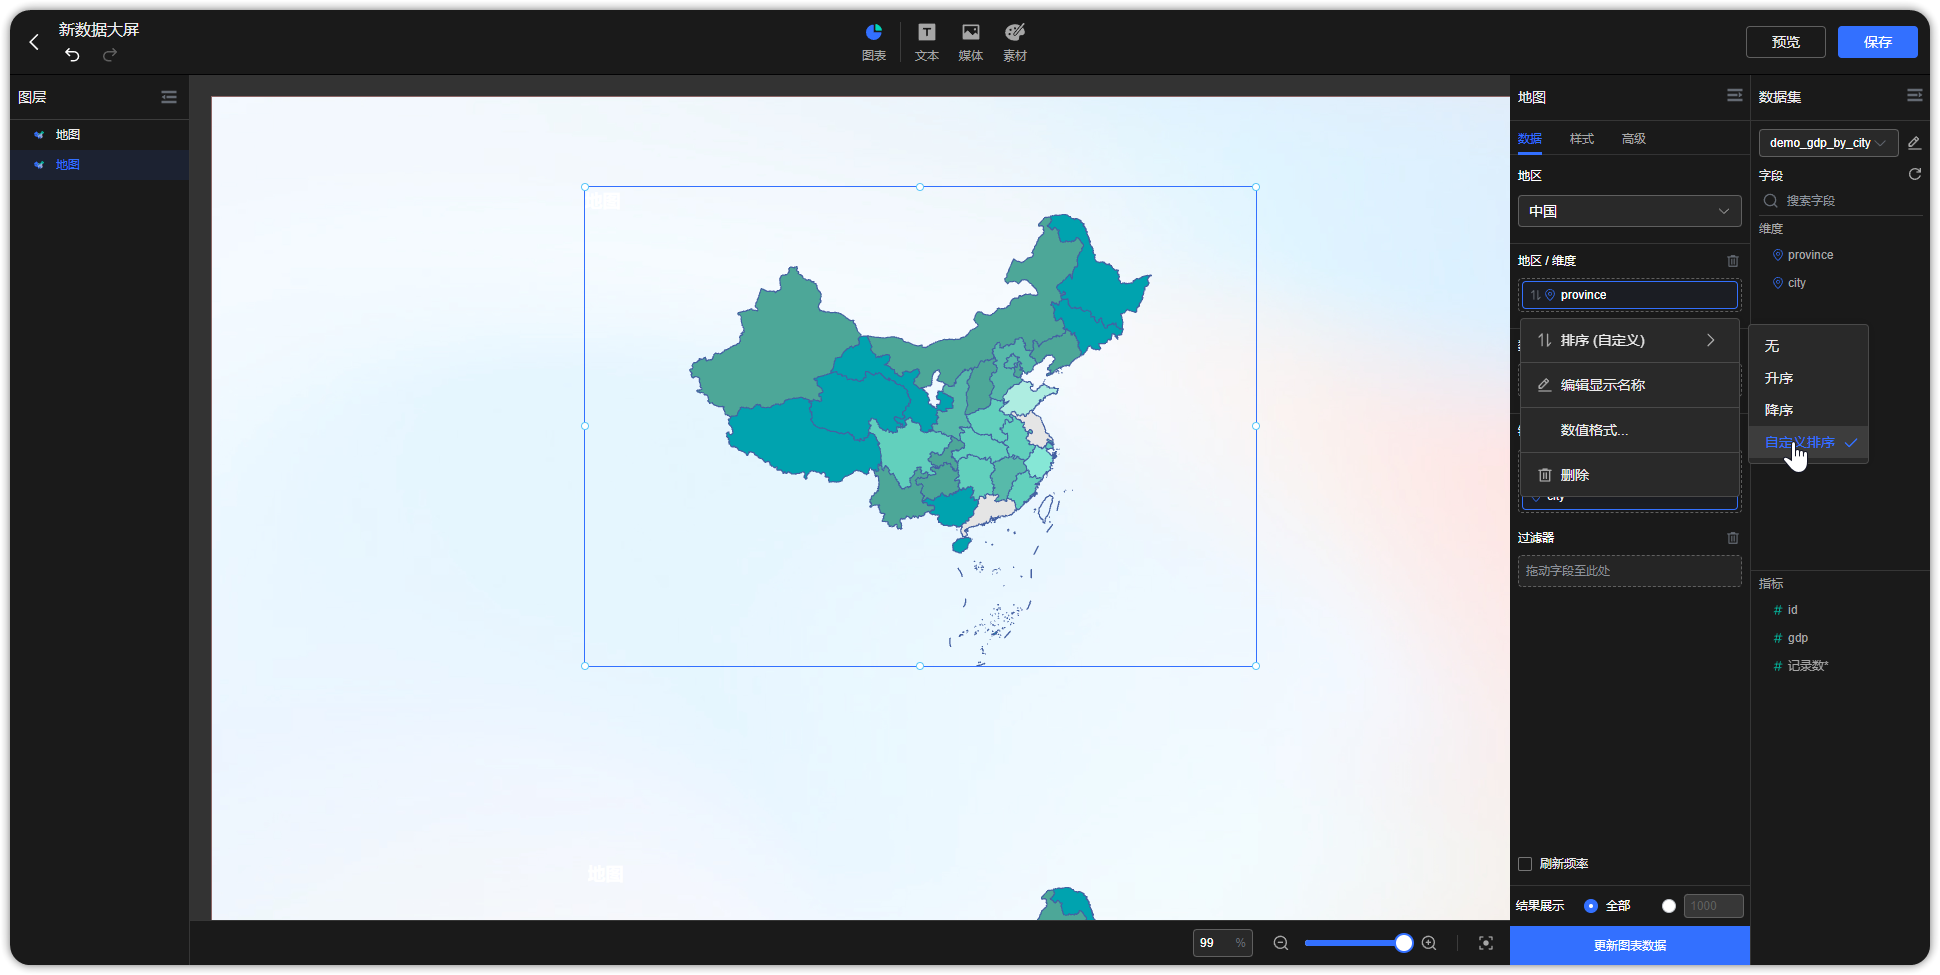 新数据大屏
图表
文本
媒体
素材
预览
保存
图层
地图
地图
地图
地图
地图
数据
样式
高级
地区
中国
地区 / 维度
province
排序 (自定义)
编辑显示名称
数值格式...
删除
city
无
升序
降序
自定义排序
过滤器
拖动字段至此处
刷新频率
结果展示
全部
1000
更新图表数据
数据集
demo_gdp_by_city
字段
搜索字段
维度
province
city
指标
# id
# gdp
# 记录数*
99 %